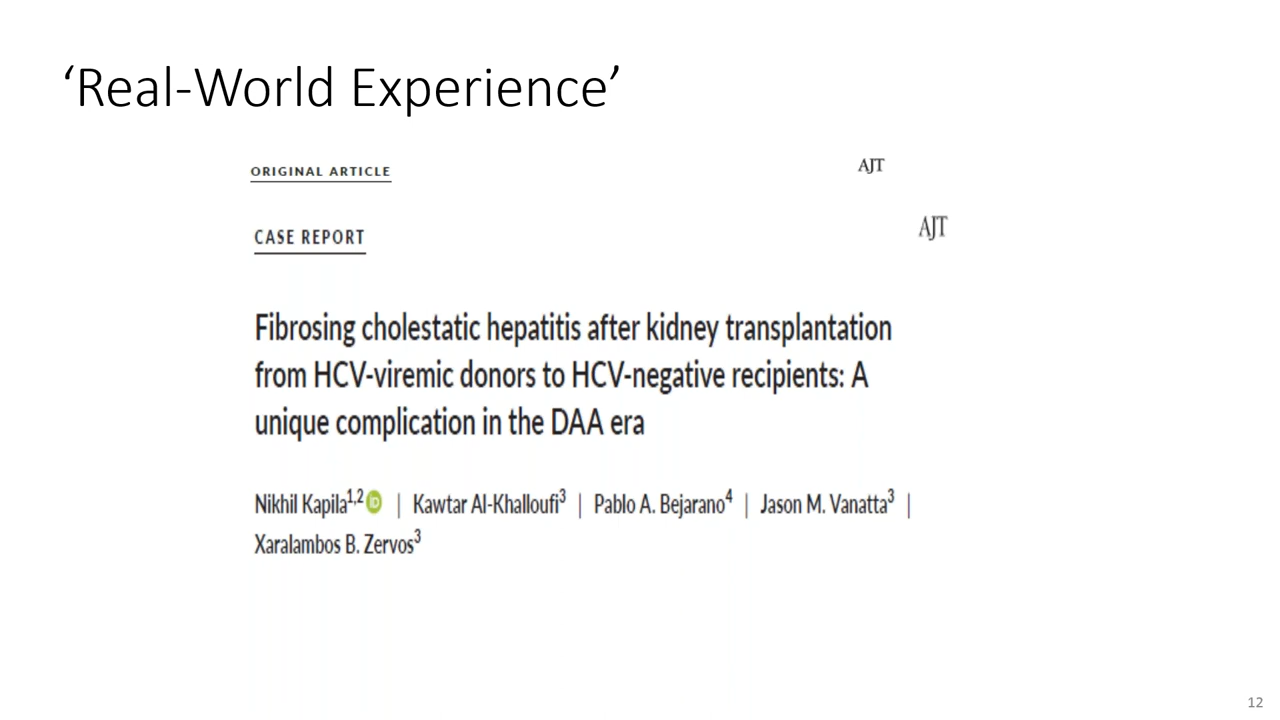 ‘Real-World Experience’
ORIGINAL ARTICLE AJT
CASE REPORT AJT
Fibrosing cholestatic hepatitis after kidney transplantation
from HCV-viremic donors to HCV-negative recipients: A
unique complication in the DAA era
Nikhil Kapila1,2 iD | Kawtar Al-Khalloufi3 | Pablo A. Bejarano4 | Jason M. Vanatta3 |
Xaralambos B. Zervos3
12